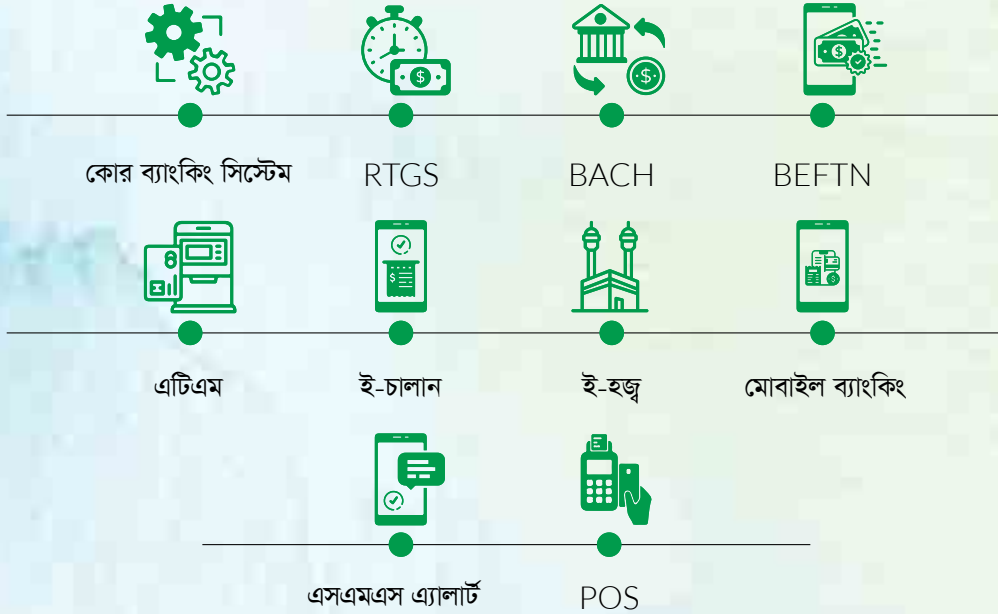 কোর ব্যাংকিং সিস্টেম RTGS BACH BEFTN
এটিএম ই-চালান ই-হজ্ব মোবাইল ব্যাংকিং
এসএমএস এ্যালার্ট POS